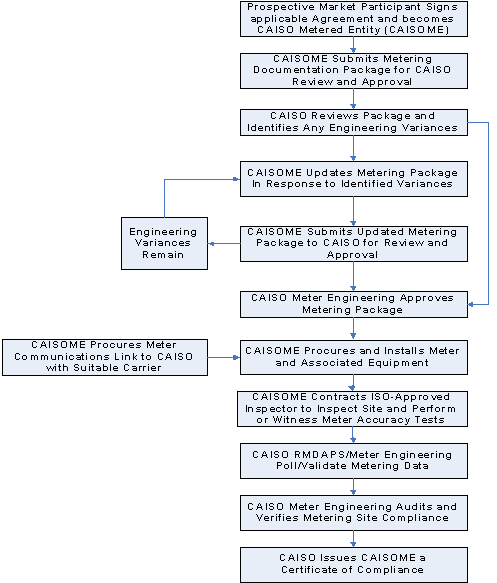 Prospective Market Participant Signs
applicable Agreement and becomes
CAISO Metered Entity (CAISOME)
CAISOME Submits Metering
Documentation Package for CAISO
Review and Approval
CAISO Reviews Package and
Identifies Any Engineering Variances
CAISOME Updates Metering Package
In Response to Identified Variances
Engineering
Variances
Remain
CAISOME Submits Updated Metering
Package to CAISO for Review and
Approval
CAISO Meter Engineering Approves
Metering Package
CAISOME Procures Meter
Communications Link to CAISO
with Suitable Carrier
CAISOME Procures and Installs Meter
and Associated Equipment
CAISOME Contracts ISO-Approved
Inspector to Inspect Site and Perform
or Witness Meter Accuracy Tests
CAISO RMDAPS/Meter Engineering
Poll/Validate Metering Data
CAISO Meter Engineering Audits and
Verifies Metering Site Compliance
CAISO Issues CAISOME a
Certificate of Compliance